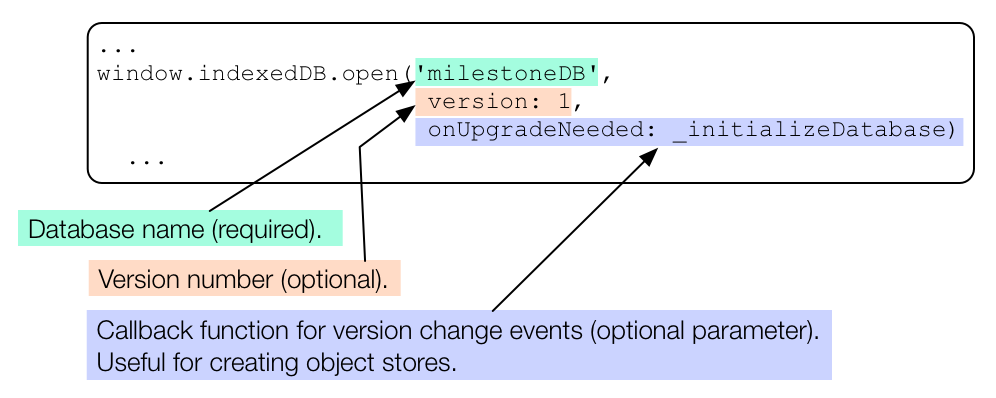 ...
window.indexedDB.open('milestoneDB',
version: 1,
onUpgradeNeeded: _initializeDatabase)
...
Database name (required).
Version number (optional).
Callback function for version change events (optional parameter).
Useful for creating object stores.